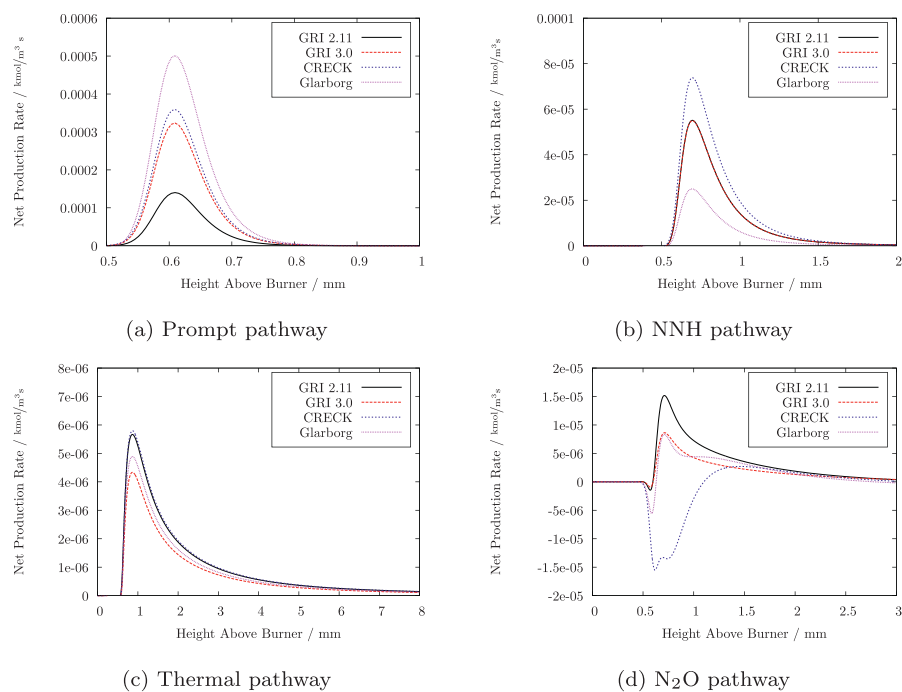 Net Production Rate / kmol/m³ s
0.0006
0.0005
0.0004
0.0003
0.0002
0.0001
0
0.5 0.6 0.7 0.8 0.9 1
Height Above Burner / mm
GRI 2.11
GRI 3.0
CRECK
Glarborg
(a) Prompt pathway
Net Production Rate / kmol/m³s
0.0001
8e-05
6e-05
4e-05
2e-05
0
0 0.5 1 1.5 2
Height Above Burner / mm
GRI 2.11
GRI 3.0
CRECK
Glarborg
(b) NNH pathway
Net Production Rate / kmol/m³s
8e-06
7e-06
6e-06
5e-06
4e-06
3e-06
2e-06
1e-06
0
0 1 2 3 4 5 6 7 8
Height Above Burner / mm
GRI 2.11
GRI 3.0
CRECK
Glarborg
(c) Thermal pathway
Net Production Rate / kmol/m³s
2e-05
1.5e-05
1e-05
5e-06
0
-5e-06
-1e-05
-1.5e-05
-2e-05
0 0.5 1 1.5 2 2.5 3
Height Above Burner / mm
GRI 2.11
GRI 3.0
CRECK
Glarborg
(d) N₂O pathway